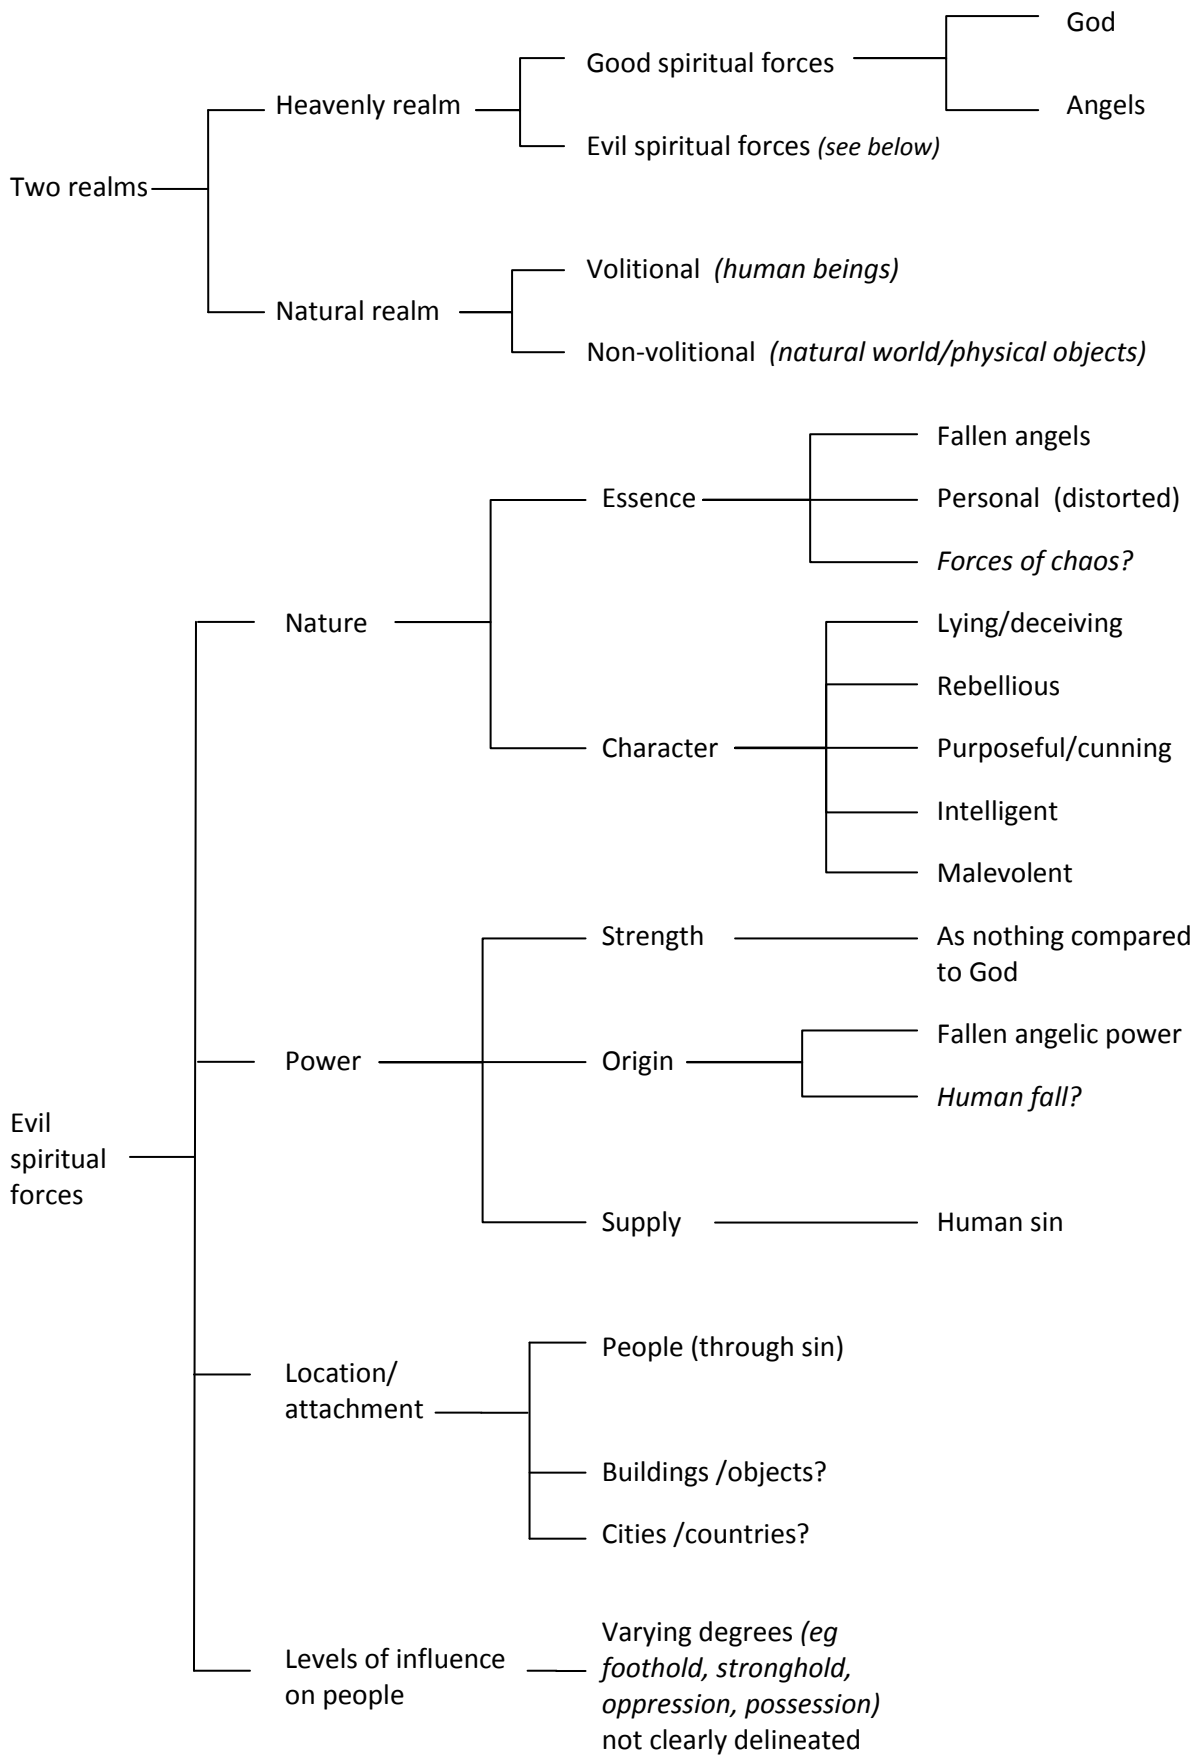 God
Good spiritual forces
Heavenly realm
Angels
Evil spiritual forces (see below)
Two realms
Volitional  (human beings)
Natural realm
Non-volitional  (natural world/physical objects)
Fallen angels
Essence
Personal  (distorted)
Forces of chaos?
Nature
Lying/deceiving
Rebellious
Character
Purposeful/cunning
Intelligent
Malevolent
Strength
As nothing compared
to God
Fallen angelic power
Power
Origin
Human fall?
Evil
spiritual
forces
Supply
Human sin
People (through sin)
Location/
attachment
Buildings /objects?
Cities /countries?
Levels of influence
on people
Varying degrees (eg
foothold, stronghold,
oppression, possession)
not clearly delineated